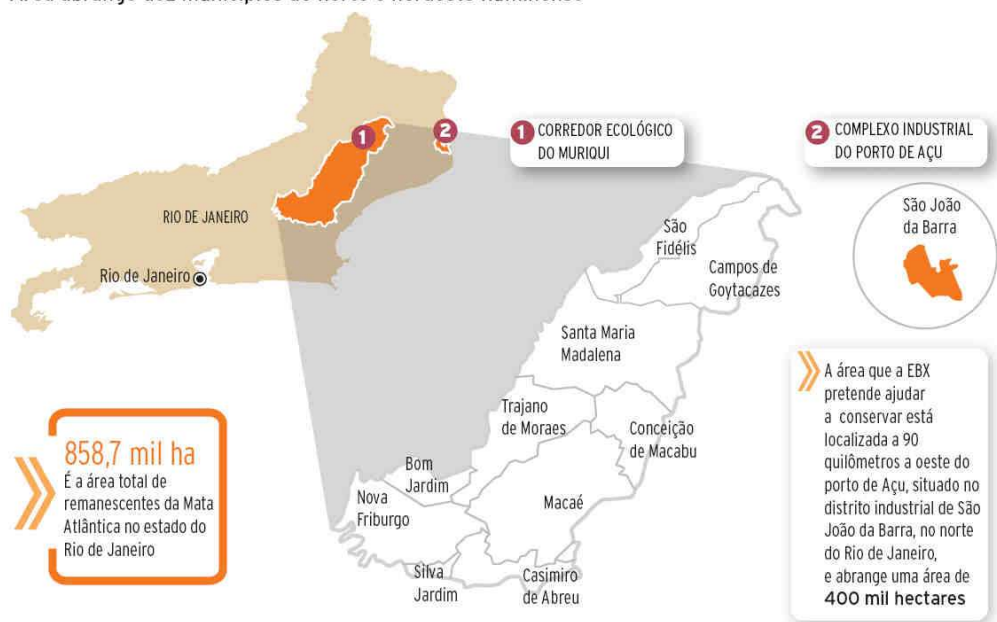 1 CORREDOR ECOLÓGICO
DO MURIQUI
2 COMPLEXO INDUSTRIAL
DO PORTO DE AÇU
1
2
RIO DE JANEIRO
Rio de Janeiro
São João
da Barra
São
Fidélis
Campos de
Goytacazes
Santa Maria
Madalena
Trajano
de Moraes
Conceição
de Macabu
Bom
Jardim
Nova
Friburgo
Macaé
Silva
Jardim
Casimiro
de Abreu
858,7 mil ha
É a área total de
remanescentes da Mata
Atlântica no estado do
Rio de Janeiro
A área que a EBX
pretende ajudar
a conservar está
localizada a 90
quilômetros a oeste do
porto de Açu, situado no
distrito industrial de São
João da Barra, no norte
do Rio de Janeiro,
e abrange uma área de
400 mil hectares